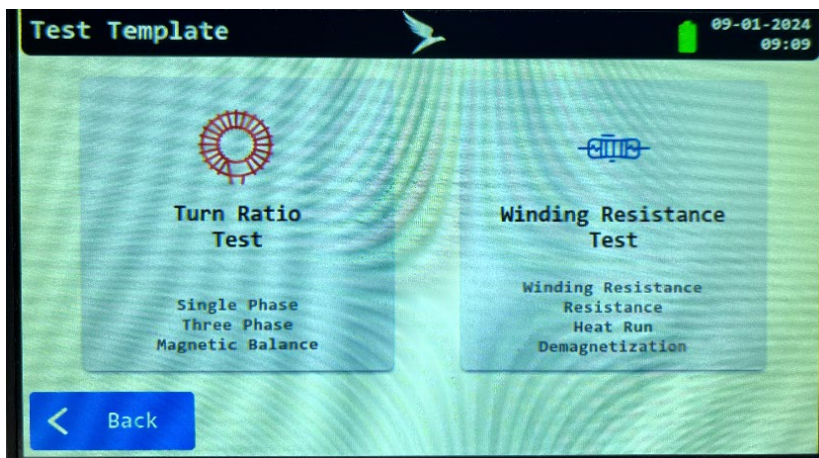 Test Template
09-01-2024
09:09
Turn Ratio
Test
Single Phase
Three Phase
Magnetic Balance
Winding Resistance
Test
Winding Resistance
Resistance
Heat Run
Demagnetization
Back